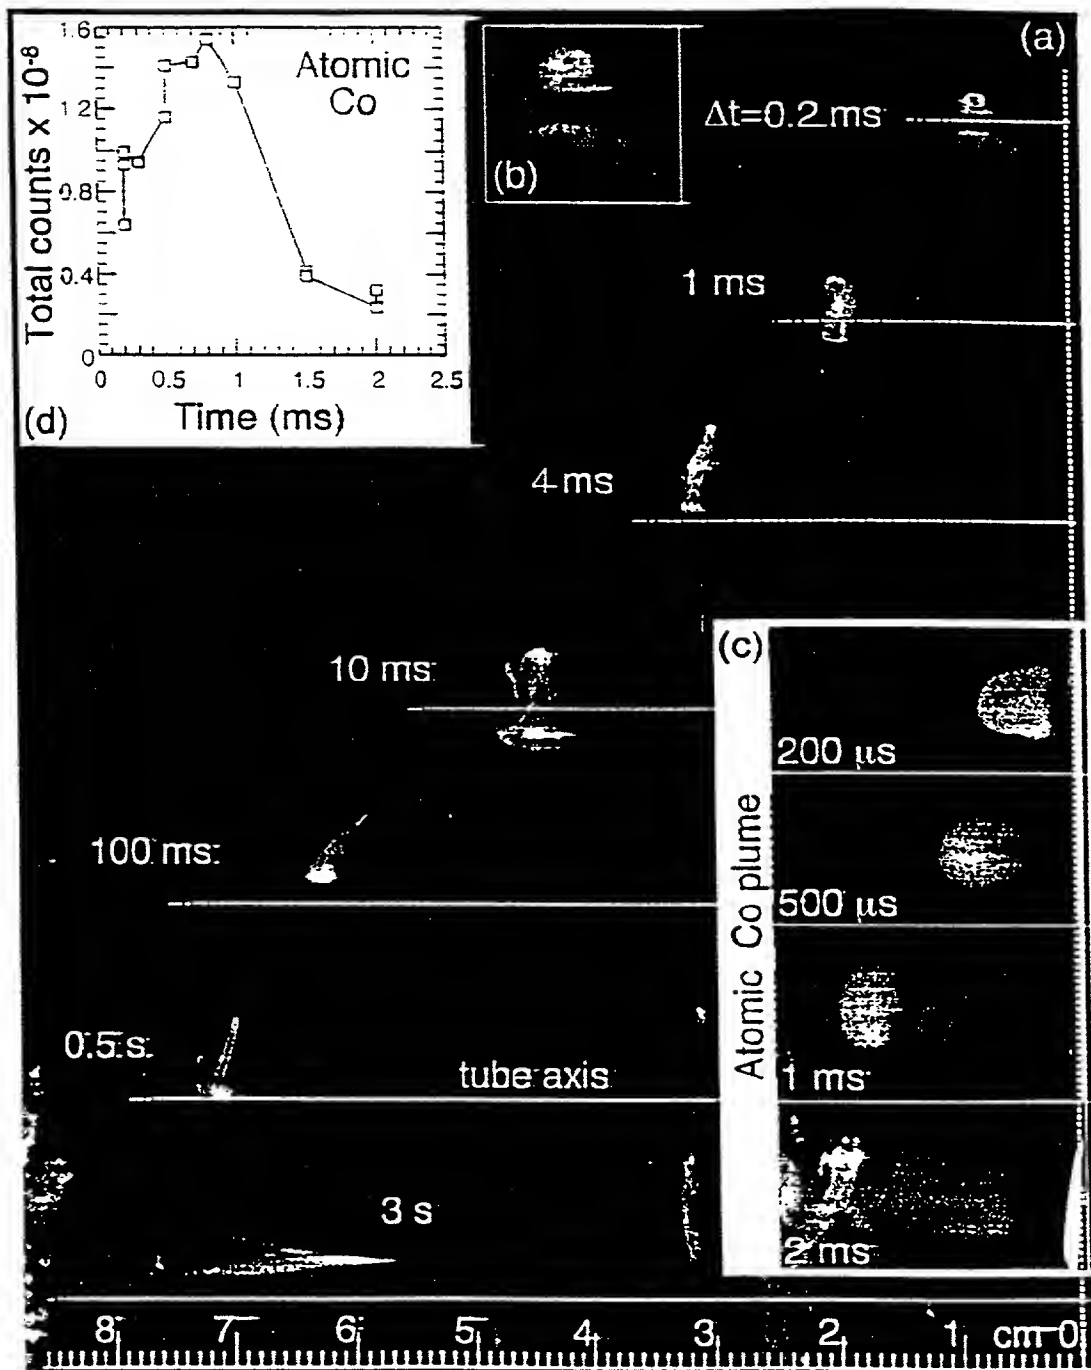 (a)
Δt=0.2 ms
1 ms
4 ms
10 ms
100 ms
0.5 s
tube axis
3 s
8 7 6 5 4 3 2 1 cm 0
(b)
(c)
Atomic Co plume
200 μs
500 μs
1 ms
2 ms
(d)
Atomic
Co
Total counts x 10-8
1.6
1.2
0.8
0.4
0
0 0.5 1 1.5 2 2.5
Time (ms)